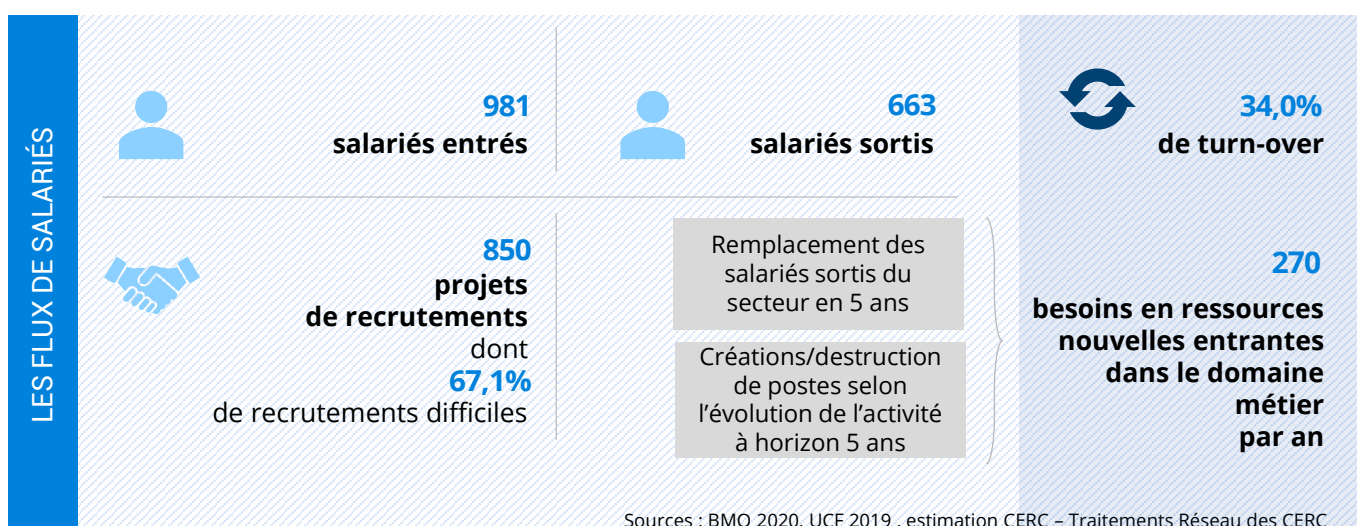 LES FLUX DE SALARIÉS
981
salariés entrés
663
salariés sortis
34,0%
de turn-over
850
projets
de recrutements
dont
67,1%
de recrutements difficiles
Remplacement des
salariés sortis du
secteur en 5 ans
Créations/destruction
de postes selon
l’évolution de l’activité
à horizon 5 ans
270
besoins en ressources
nouvelles entrantes
dans le domaine
métier
par an
Sources : BMO 2020, UCF 2019 , estimation CERC – Traitements Réseau des CERC